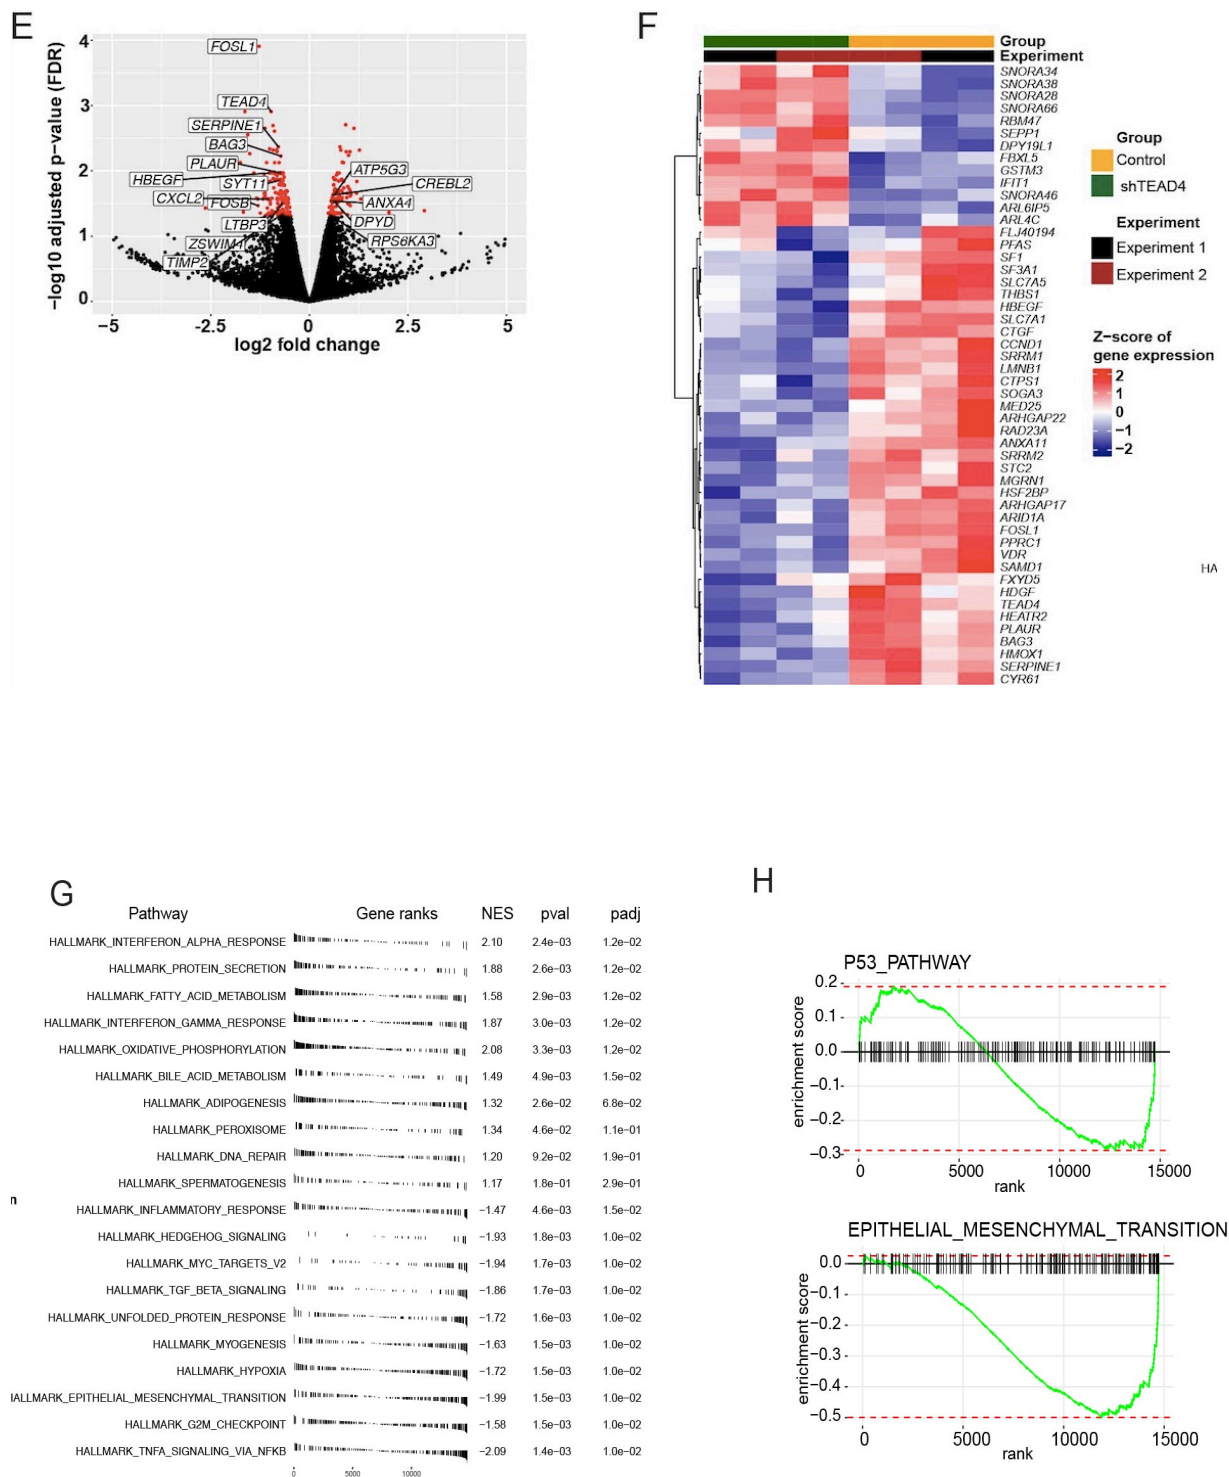 E
−log10 adjusted p-value (FDR)
4
3
2
1
0
FOSL1
TEAD4
SERPINE1
BAG3
PLAUR
HBEGF
SYT11
CXCL2
FOSB
LTBP3
ZSWIM4
TIMP2
ATP5G3
CREBL2
ANXA4
DPYD
RPS6KA3
−5
-2.5
0
2.5
5
log2 fold change
F
Group
Experiment
SNORA34
SNORA38
SNORA28
SNORA66
RBM47
SEPP1
DPY19L1
FBXL5
GSTM3
IFIT1
SNORA46
ARL6IP5
ARL4C
FLJ40194
PFAS
SF1
SF3A1
SLC7A5
THBS1
HBEGF
SLC7A1
CTGF
CCND1
SRRM1
LMNB1
CTPS1
SOGA3
MED25
ARHGAP22
RAD23A
ANXA11
SRRM2
STC2
MGRN1
HSF2BP
ARHGAP17
ARID1A
FOSL1
PPRC1
VDR
SAMD1
FXYD5
HDGF
TEAD4
HEATR2
PLAUR
BAG3
HMOX1
SERPINE1
CYR61
Group
Control
shTEAD4
Experiment
Experiment 1
Experiment 2
Z−score of
gene expression
2
1
0
−1
−2
HA
G
Pathway Gene ranks NES pval padj
HALLMARK_INTERFERON_ALPHA_RESPONSE 2.10 2.4e−03 1.2e−02
HALLMARK_PROTEIN_SECRETION 1.88 2.6e−03 1.2e−02
HALLMARK_FATTY_ACID_METABOLISM 1.58 2.9e−03 1.2e−02
HALLMARK_INTERFERON_GAMMA_RESPONSE 1.87 3.0e−03 1.2e−02
HALLMARK_OXIDATIVE_PHOSPHORYLATION 2.08 3.3e−03 1.2e−02
HALLMARK_BILE_ACID_METABOLISM 1.49 4.9e−03 1.5e−02
HALLMARK_ADIPOGENESIS 1.32 2.6e−02 6.8e−02
HALLMARK_PEROXISOME 1.34 4.6e−02 1.1e−01
HALLMARK_DNA_REPAIR 1.20 9.2e−02 1.9e−01
HALLMARK_SPERMATOGENESIS 1.17 1.8e−01 2.9e−01
n
HALLMARK_INFLAMMATORY_RESPONSE −1.47 4.6e−03 1.5e−02
HALLMARK_HEDGEHOG_SIGNALING −1.93 1.8e−03 1.0e−02
HALLMARK_MYC_TARGETS_V2 −1.94 1.7e−03 1.0e−02
HALLMARK_TGF_BETA_SIGNALING −1.86 1.7e−03 1.0e−02
HALLMARK_UNFOLDED_PROTEIN_RESPONSE −1.72 1.6e−03 1.0e−02
HALLMARK_MYOGENESIS −1.63 1.5e−03 1.0e−02
HALLMARK_HYPOXIA −1.72 1.5e−03 1.0e−02
HALLMARK_EPITHELIAL_MESENCHYMAL_TRANSITION −1.99 1.5e−03 1.0e−02
HALLMARK_G2M_CHECKPOINT −1.58 1.5e−03 1.0e−02
HALLMARK_TNFA_SIGNALING_VIA_NFKB −2.09 1.4e−03 1.0e−02
0 5000 10000
H
P53_PATHWAY
enrichment score
0.2
0.1
0.0
−0.1
−0.2
−0.3
0 5000 10000 15000
rank
EPITHELIAL_MESENCHYMAL_TRANSITION
enrichment score
0.0
−0.1
−0.2
−0.3
−0.4
−0.5
0 5000 10000 15000
rank